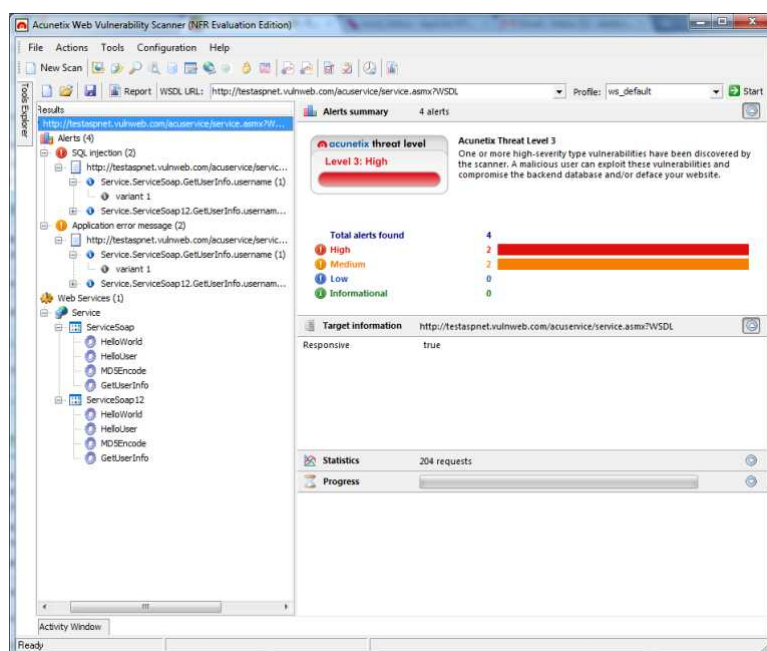 Acunetix Web Vulnerability Scanner (NFR Evaluation Edition)
File Actions Tools Configuration Help
New Scan
Report WSDL URL: http://testaspnet.vulnweb.com/acuservice/service.asmx?WSDL Profile: ws_default Start
Tools Explorer
Results
http://testaspnet.vulnweb.com/acuservice/service.asmx?W...
Alerts (4)
SQL injection (2)
http://testaspnet.vulnweb.com/acuservice/servic...
Service.ServiceSoap.GetUserInfo.username (1)
variant 1
Service.ServiceSoap12.GetUserInfo.usernam...
Application error message (2)
http://testaspnet.vulnweb.com/acuservice/servic...
Service.ServiceSoap.GetUserInfo.username (1)
variant 1
Service.ServiceSoap12.GetUserInfo.usernam...
Web Services (1)
Service
ServiceSoap
HelloWorld
HelloUser
MD5Encode
GetUserInfo
ServiceSoap12
HelloWorld
HelloUser
MD5Encode
GetUserInfo
Alerts summary 4 alerts
acunetix threat level
Level 3: High
Acunetix Threat Level 3
One or more high-severity type vulnerabilities have been discovered by
the scanner. A malicious user can exploit these vulnerabilities and
compromise the backend database and/or deface your website.
Total alerts found 4
High 2
Medium 2
Low 0
Informational 0
Target information http://testaspnet.vulnweb.com/acuservice/service.asmx?WSDL
Responsive true
Statistics 204 requests
Progress
Activity Window
Ready